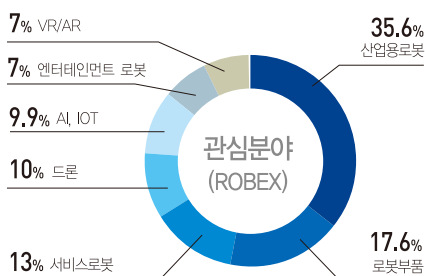 7% VR/AR
7% 엔터테인먼트 로봇
9.9% AI, IOT
10% 드론
13% 서비스로봇
35.6%
산업용로봇
17.6%
로봇부품
관심분야
(ROBEX)